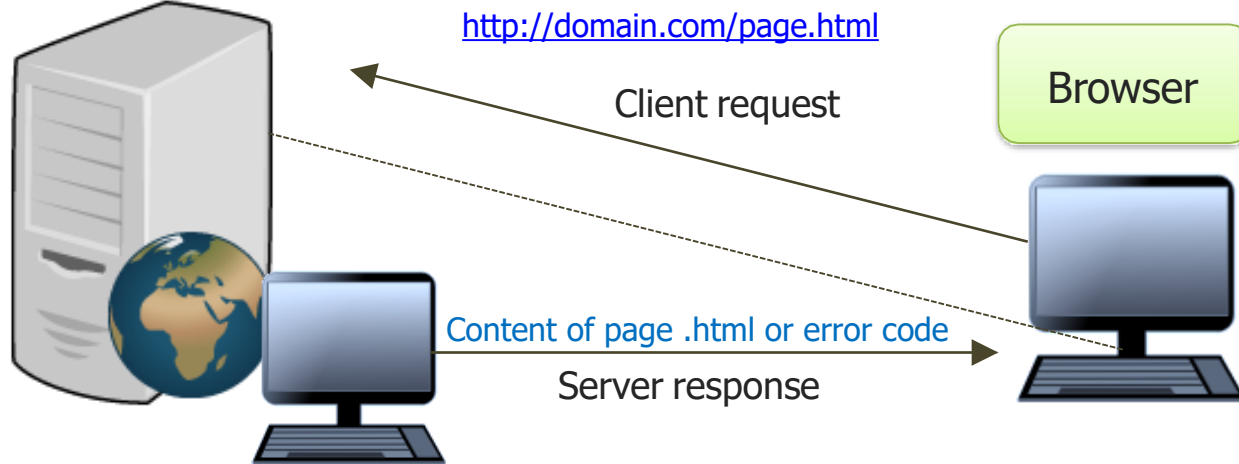 http://domain.com/page.html
Client request
Browser
Content of page .html or error code
Server response